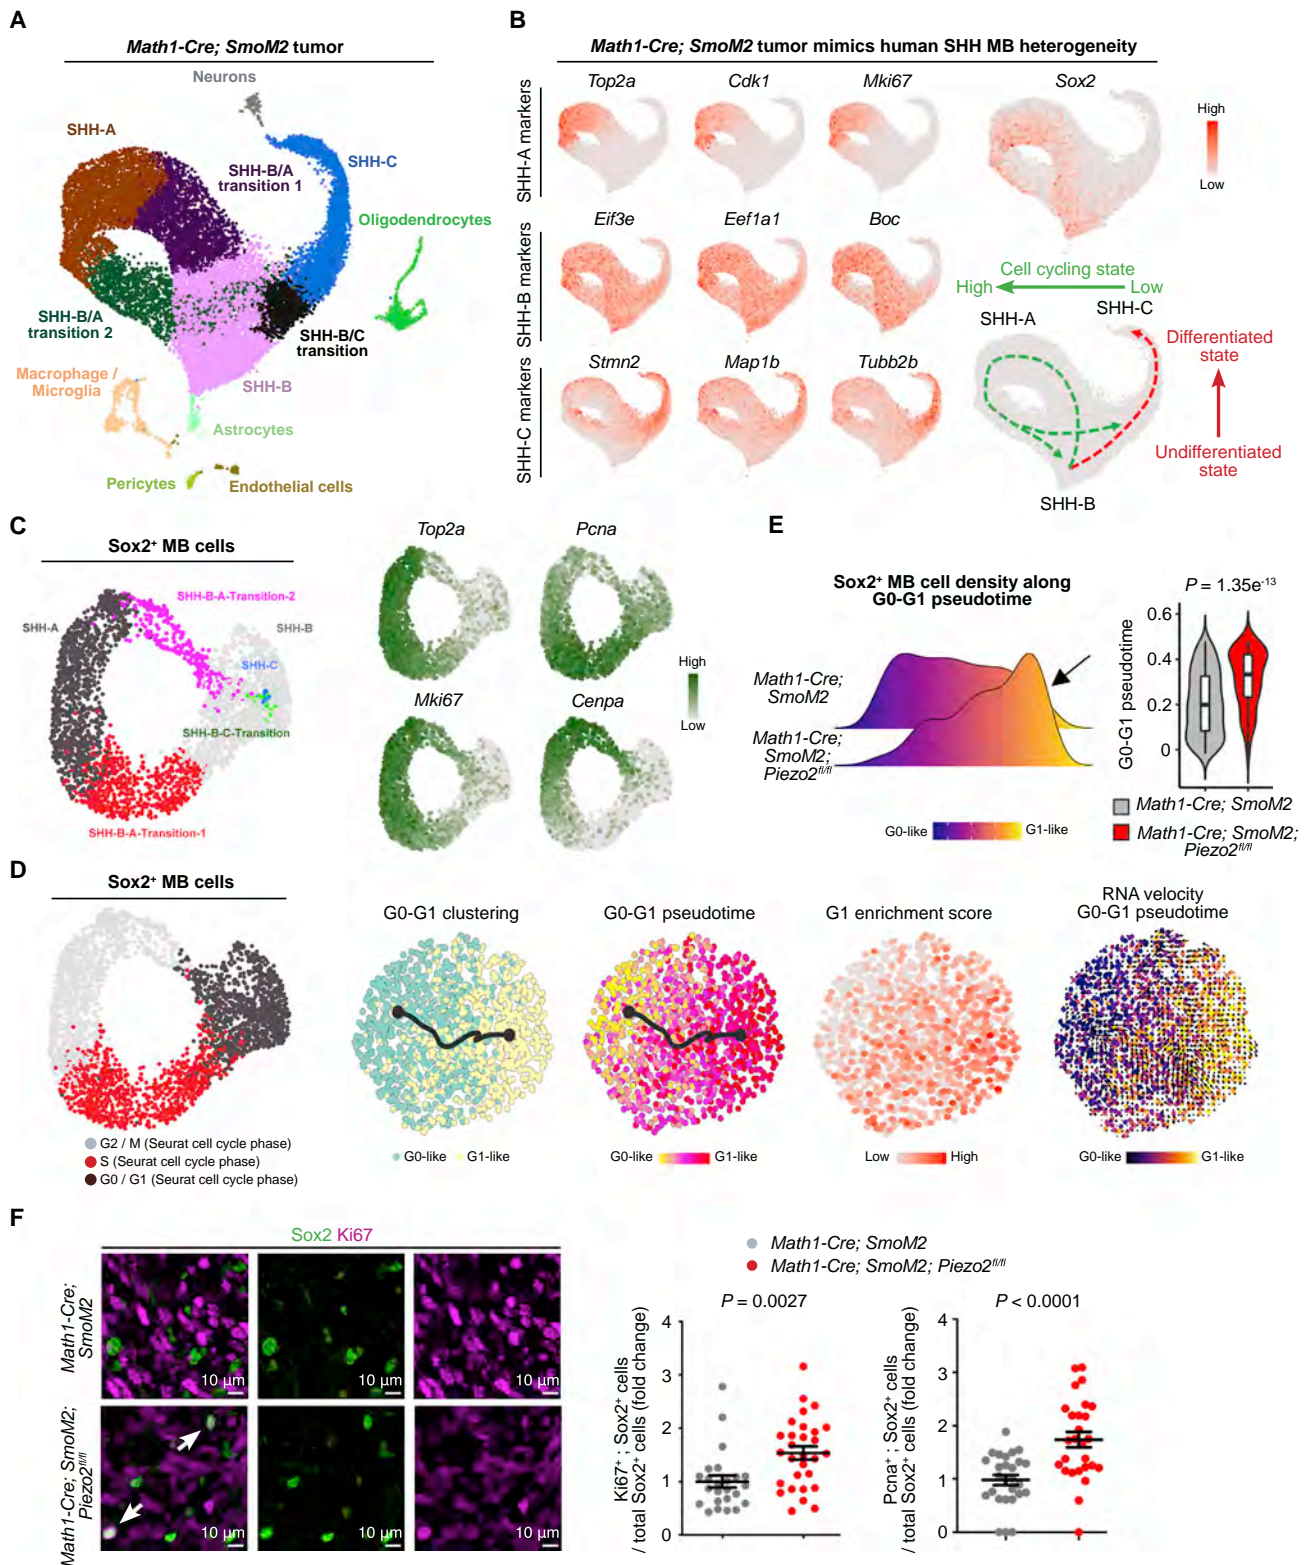 A
Math1-Cre; SmoM2 tumor
Neurons
SHH-A
SHH-B/A
transition 1
SHH-C
Oligodendrocytes
SHH-B/A
transition 2
SHH-B/C
transition
Macrophage /
Microglia
SHH-B
Astrocytes
Pericytes
Endothelial cells
B
Math1-Cre; SmoM2 tumor mimics human SHH MB heterogeneity
SHH-A markers
Top2a
Cdk1
Mki67
Sox2
High
Low
SHH-B markers
Eif3e
Eef1a1
Boc
Cell cycling state
High
Low
SHH-C markers
Stmn2
Map1b
Tubb2b
SHH-A
SHH-C
Differentiated
state
Undifferentiated
state
SHH-B
C
Sox2⁺ MB cells
SHH-B-A-Transition-2
SHH-A
SHH-B
SHH-C
SHH-B-C-Transition
SHH-B-A-Transition-1
Top2a
Pcna
Mki67
Cenpa
High
Low
E
Sox2⁺ MB cell density along
G0-G1 pseudotime
Math1-Cre;
SmoM2
Math1-Cre;
SmoM2;
Piezo2fl/fl
G0-like
G1-like
P = 1.35e⁻¹³
G0-G1 pseudotime
0.6
0.4
0.2
0
Math1-Cre; SmoM2
Math1-Cre; SmoM2;
Piezo2fl/fl
D
Sox2⁺ MB cells
G2 / M (Seurat cell cycle phase)
S (Seurat cell cycle phase)
G0 / G1 (Seurat cell cycle phase)
G0-G1 clustering
G0-like
G1-like
G0-G1 pseudotime
G0-like
G1-like
G1 enrichment score
Low
High
RNA velocity
G0-G1 pseudotime
G0-like
G1-like
F
Sox2 Ki67
Math1-Cre;
SmoM2
10 µm
10 µm
10 µm
Math1-Cre; SmoM2;
Piezo2fl/fl
10 µm
10 µm
10 µm
Math1-Cre; SmoM2
Math1-Cre; SmoM2; Piezo2fl/fl
P = 0.0027
Ki67⁺ ; Sox2⁺ cells
/ total Sox2⁺ cells (fold change)
4
3
2
1
0
P < 0.0001
Pcna⁺ ; Sox2⁺ cells
/ total Sox2⁺ cells (fold change)
4
3
2
1
0